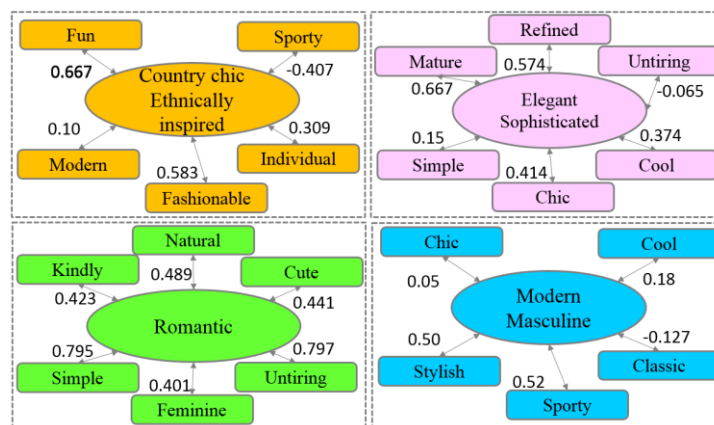 Fun
Sporty
0.667
-0.407
Country chic
Ethnically
inspired
0.10
0.309
Modern
Individual
0.583
Fashionable
Refined
Mature
0.574
Untiring
0.667
-0.065
Elegant
Sophisticated
0.15
0.374
Simple
0.414
Cool
Chic
Natural
Kindly
0.489
Cute
0.423
0.441
Romantic
0.795
0.797
Simple
0.401
Untiring
Feminine
Chic
Cool
0.05
0.18
Modern
Masculine
0.50
-0.127
Stylish
Classic
0.52
Sporty